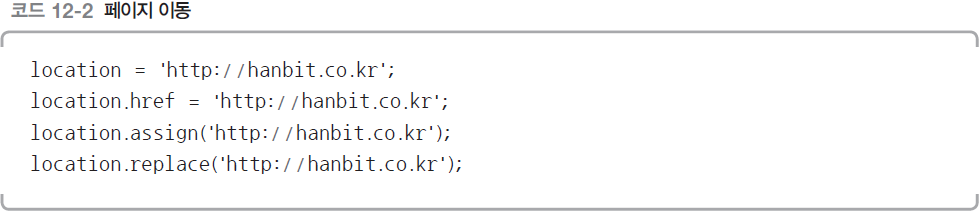 코드 12-2 페이지 이동
location = 'http://hanbit.co.kr';
location.href = 'http://hanbit.co.kr';
location.assign('http://hanbit.co.kr');
location.replace('http://hanbit.co.kr');